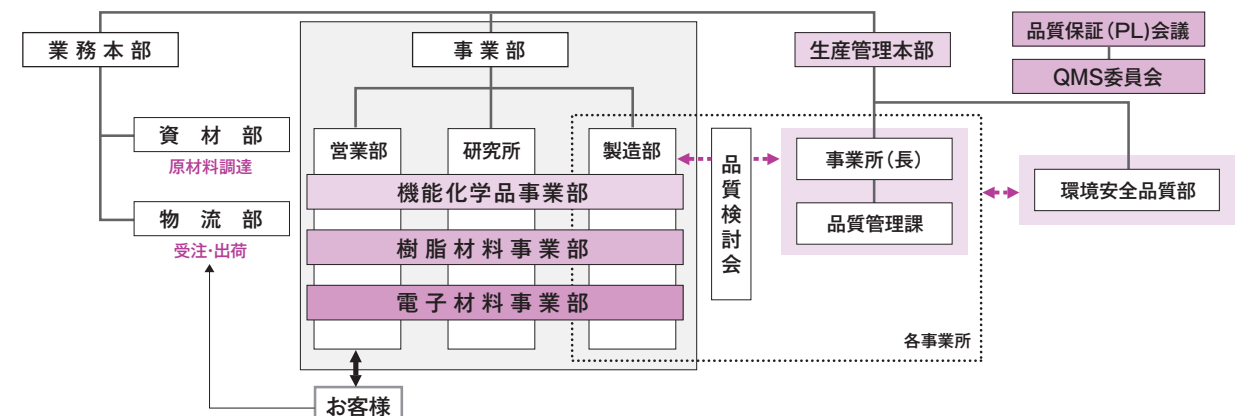 業務本部
事業部
生産管理本部
品質保証(PL)会議
QMS委員会
資材部
原材料調達
物流部
受注・出荷
営業部
研究所
製造部
機能化学品事業部
樹脂材料事業部
電子材料事業部
品質検討会
事業所(長)
品質管理課
環境安全品質部
各事業所
お客様